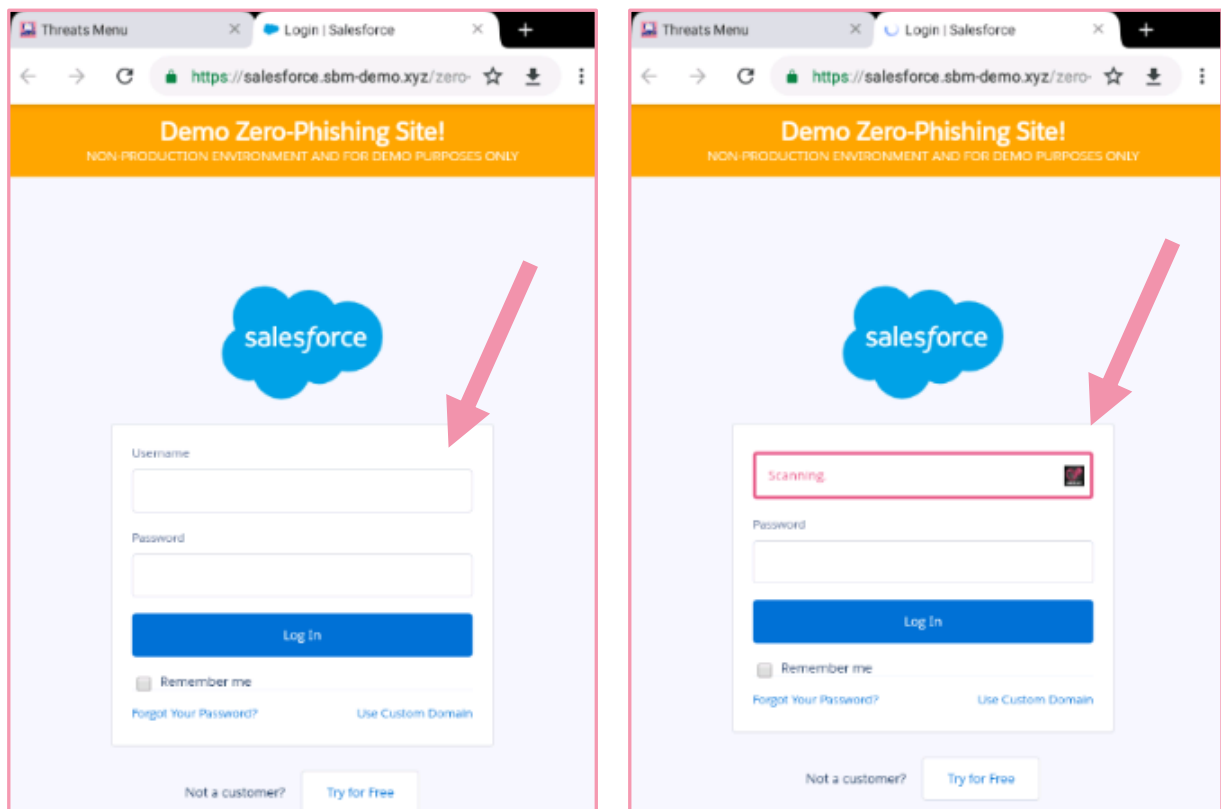 Threats Menu
Login | Salesforce
https://salesforce.sbm-demo.xyz/zero-
Demo Zero-Phishing Site!
NON-PRODUCTION ENVIRONMENT AND FOR DEMO PURPOSES ONLY
salesforce
Username
Password
Log In
Remember me
Forgot Your Password?
Use Custom Domain
Not a customer?
Try for Free
Threats Menu
Login | Salesforce
https://salesforce.sbm-demo.xyz/zero-
Demo Zero-Phishing Site!
NON-PRODUCTION ENVIRONMENT AND FOR DEMO PURPOSES ONLY
salesforce
Scanning.
Password
Log In
Remember me
Forgot Your Password?
Use Custom Domain
Not a customer?
Try for Free